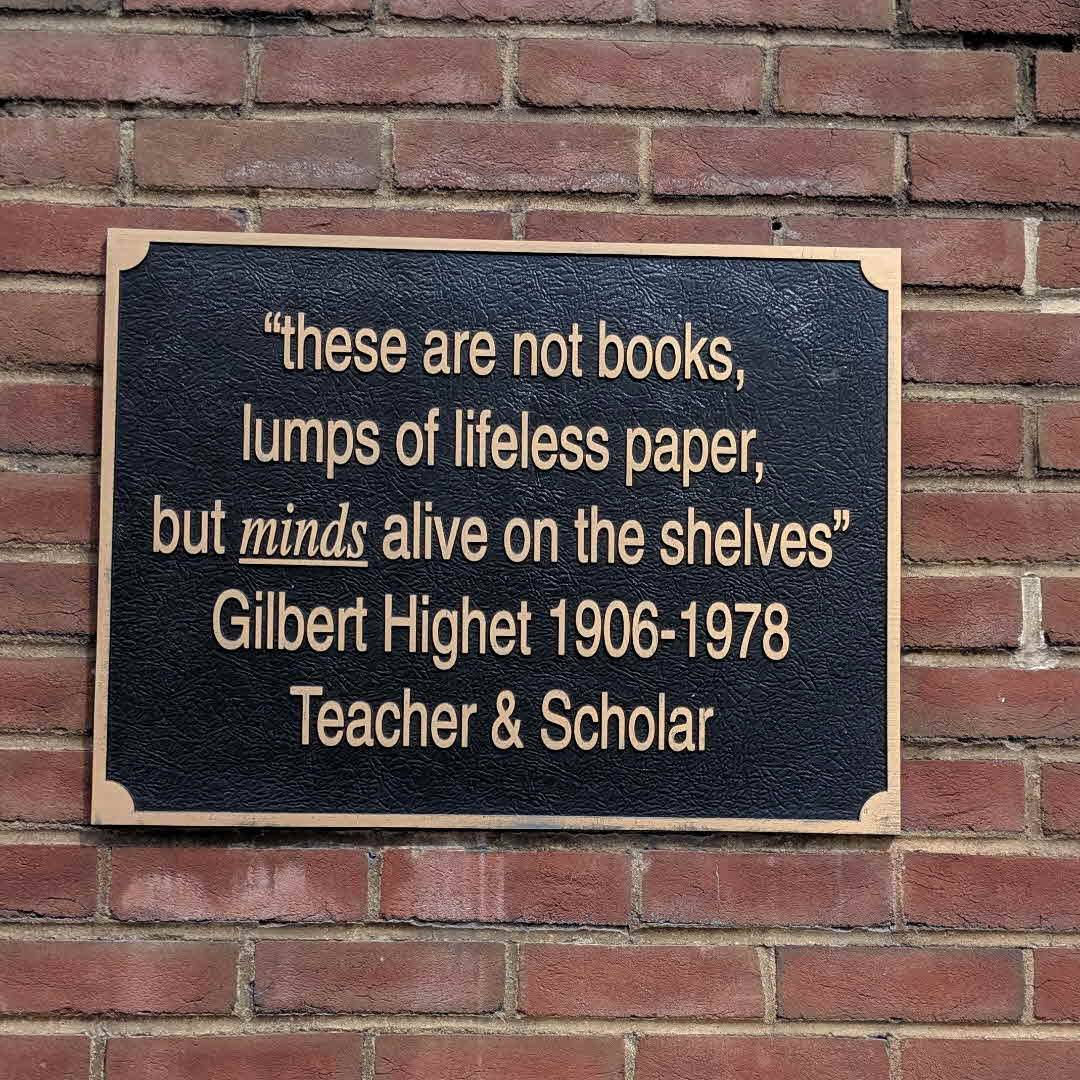 “these are not books,
lumps of lifeless paper,
but minds alive on the shelves”
Gilbert Highet 1906-1978
Teacher & Scholar